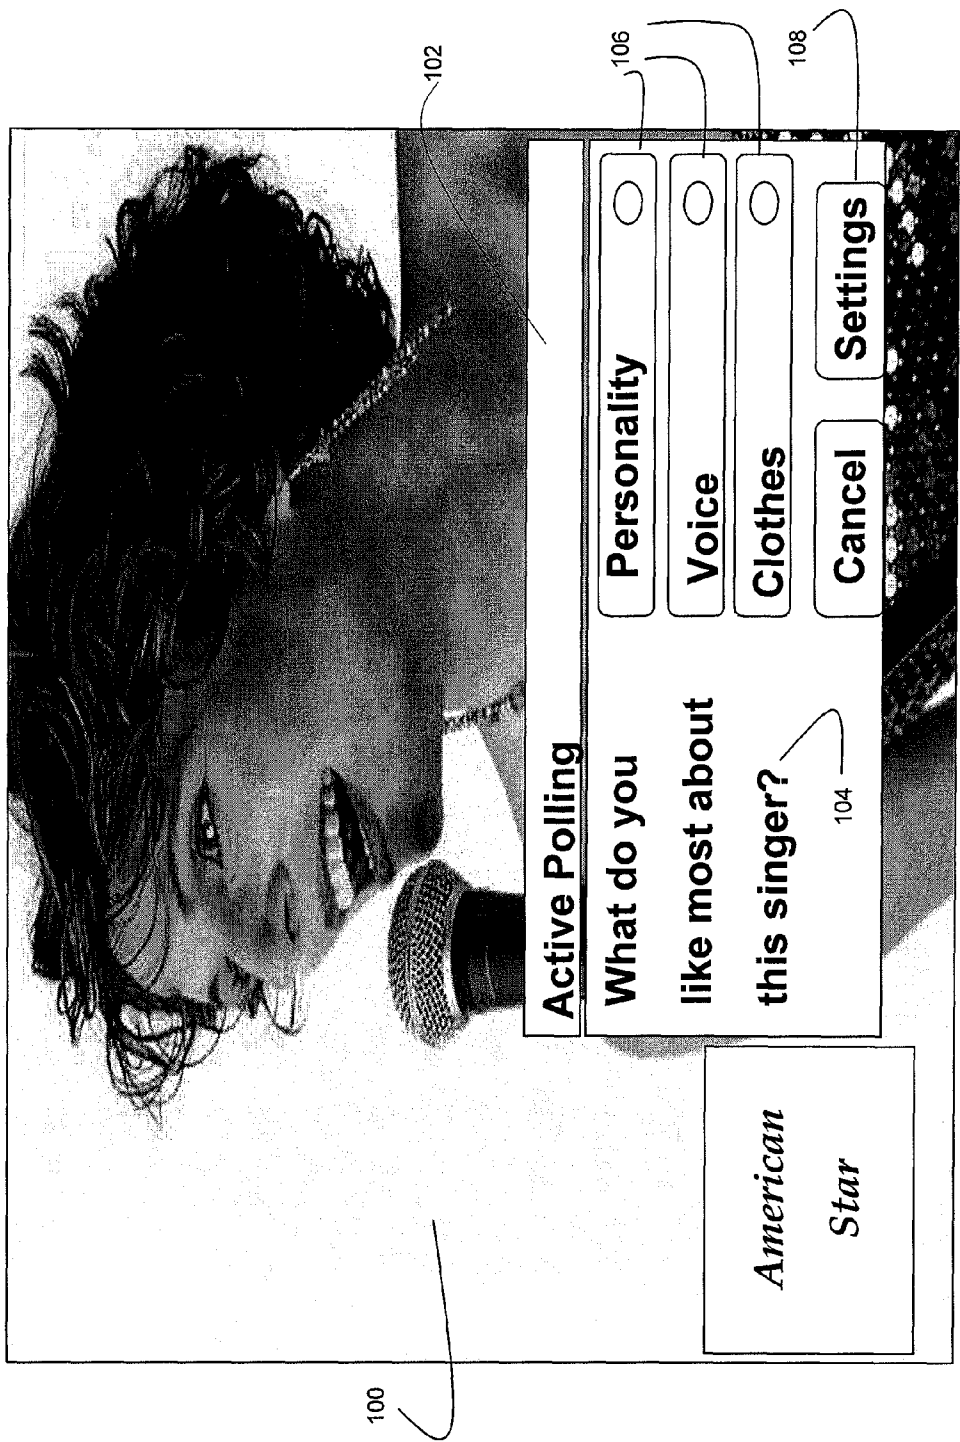 100
102
106
108
Active Polling
What do you
like most about
this singer?
104
Personality
Voice
Clothes
Cancel
Settings
American
Star